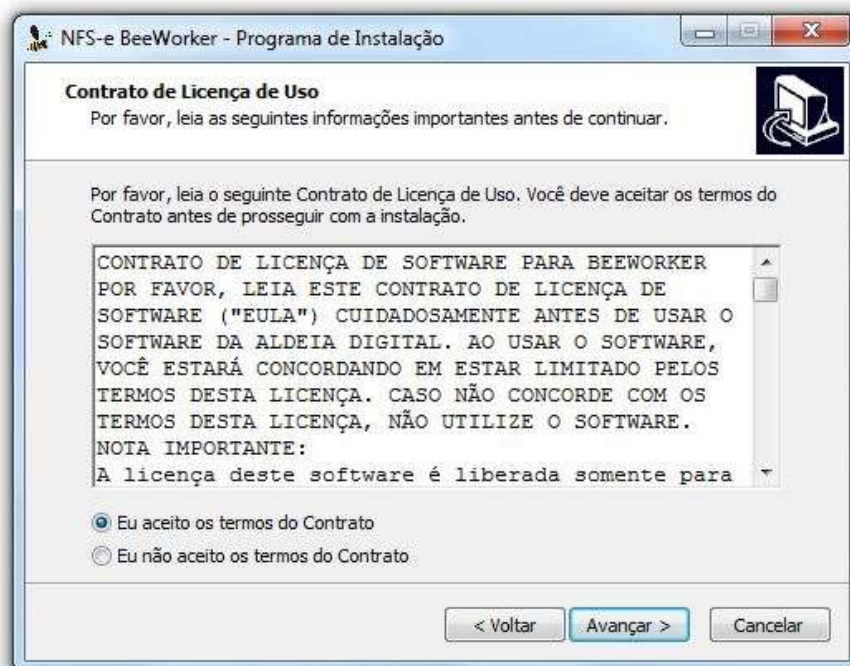 NFS-e BeeWorker - Programa de Instalação
Contrato de Licença de Uso
Por favor, leia as seguintes informações importantes antes de continuar.
Por favor, leia o seguinte Contrato de Licença de Uso. Você deve aceitar os termos do
Contrato antes de prosseguir com a instalação.
CONTRATO DE LICENÇA DE SOFTWARE PARA BEEWORKER
POR FAVOR, LEIA ESTE CONTRATO DE LICENÇA DE
SOFTWARE ("EULA") CUIDADOSAMENTE ANTES DE USAR O
SOFTWARE DA ALDEIA DIGITAL. AO USAR O SOFTWARE,
VOCÊ ESTARÁ CONCORDANDO EM ESTAR LIMITADO PELOS
TERMOS DESTA LICENÇA. CASO NÃO CONCORDE COM OS
TERMOS DESTA LICENÇA, NÃO UTILIZE O SOFTWARE.
NOTA IMPORTANTE:
A licença deste software é liberada somente para
Eu aceito os termos do Contrato
Eu não aceito os termos do Contrato
< Voltar
Avançar >
Cancelar